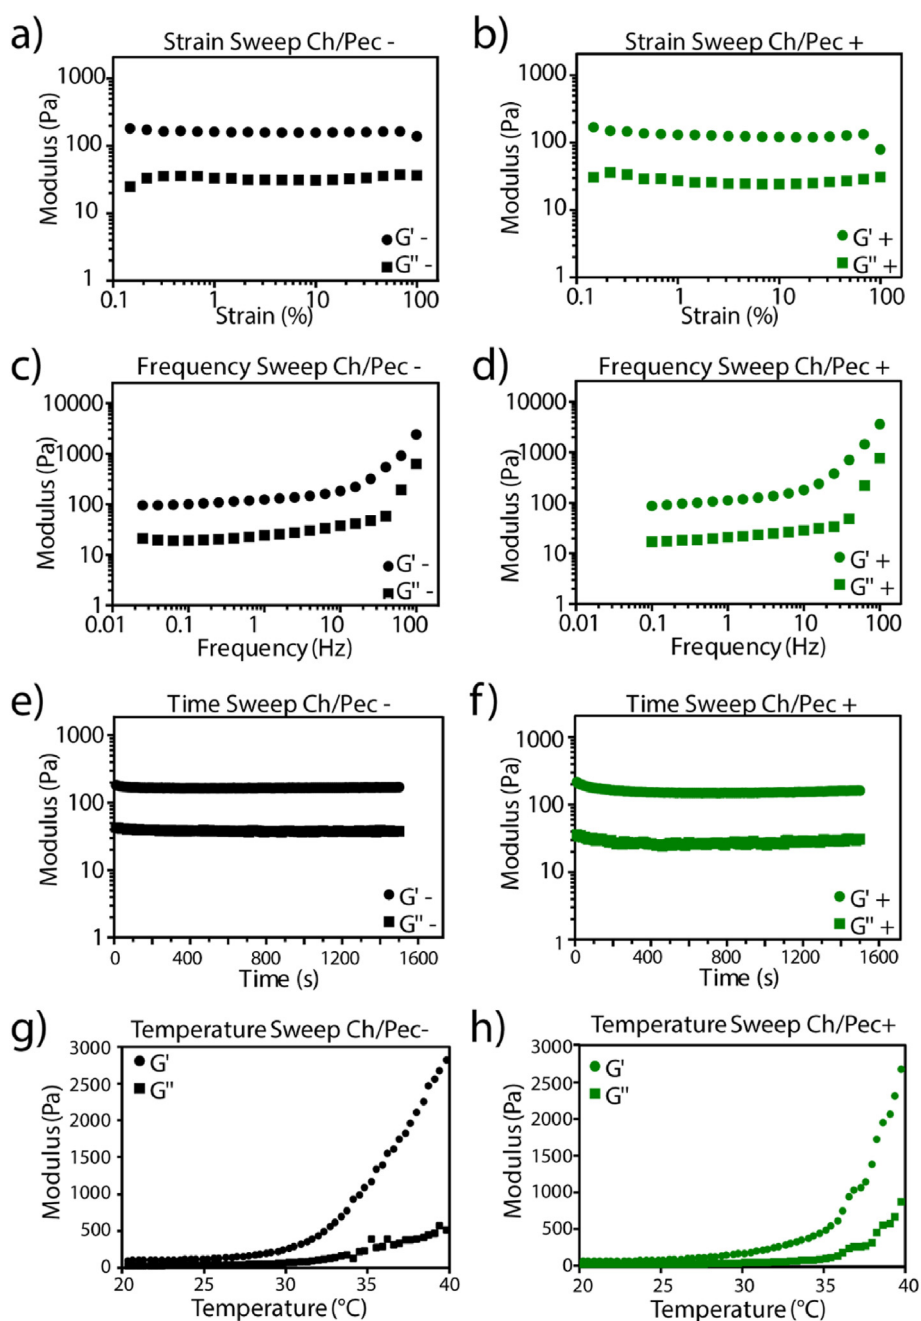 a) Strain Sweep Ch/Pec - b) Strain Sweep Ch/Pec +
Modulus (Pa)
1000
100
10
1
G' -
G'' -
0.1 1 10 100
Strain (%)
Modulus (Pa)
1000
100
10
1
G' +
G'' +
0.1 1 10 100
Strain (%)
c) Frequency Sweep Ch/Pec - d) Frequency Sweep Ch/Pec +
Modulus (Pa)
10000
1000
100
10
1
G' -
G'' -
0.01 0.1 1 10 100
Frequency (Hz)
Modulus (Pa)
10000
1000
100
10
1
G' +
G'' +
0.01 0.1 1 10 100
Frequency (Hz)
e) Time Sweep Ch/Pec - f) Time Sweep Ch/Pec +
Modulus (Pa)
1000
100
10
1
G' -
G'' -
0 400 800 1200 1600
Time (s)
Modulus (Pa)
1000
100
10
1
G' +
G'' +
0 400 800 1200 1600
Time (s)
g) Temperature Sweep Ch/Pec- h) Temperature Sweep Ch/Pec+
Modulus (Pa)
3000
2500
2000
1500
1000
500
0
G'
G''
20 25 30 35 40
Temperature (°C)
Modulus (Pa)
3000
2500
2000
1500
1000
500
0
G'
G''
20 25 30 35 40
Temperature (°C)